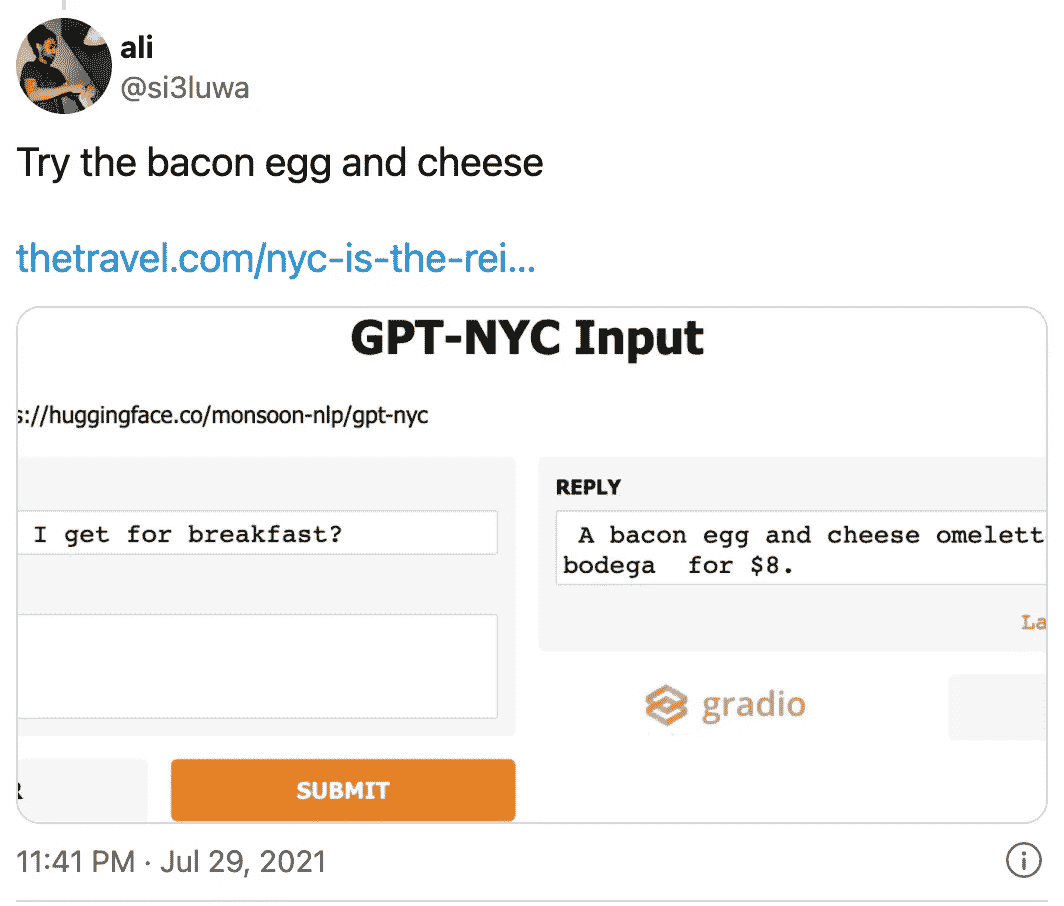 ali
@si3luwa
Try the bacon egg and cheese
thetravel.com/nyc-is-the-rei...
GPT-NYC Input
s://huggingface.co/monsoon-nlp/gpt-nyc
I get for breakfast?
REPLY
A bacon egg and cheese omelett
bodega for $8.
La
gradio
R
SUBMIT
11:41 PM · Jul 29, 2021